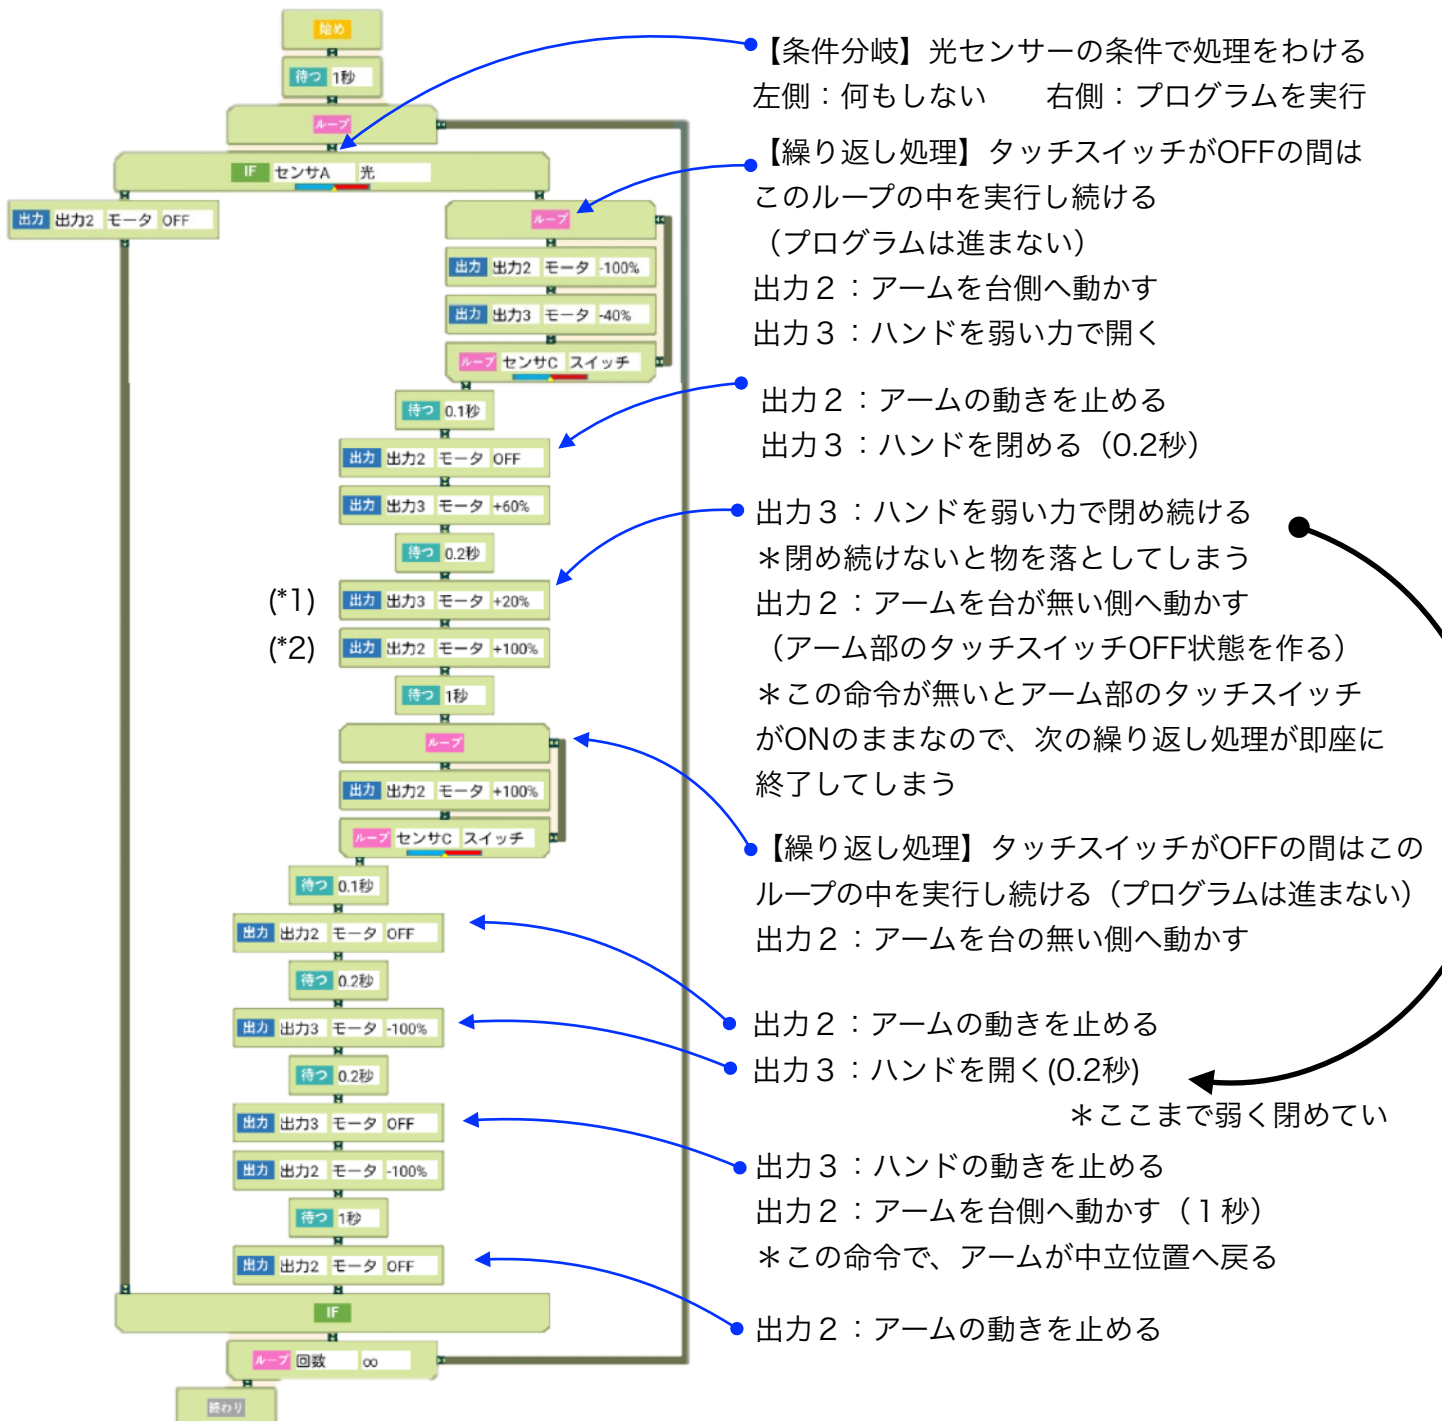 始め
待つ 1秒
ループ
IF センサA 光
出力 出力2 モータ OFF
ループ
出力 出力2 モータ -100%
出力 出力3 モータ -40%
ループ センサC スイッチ
待つ 0.1秒
出力 出力2 モータ OFF
出力 出力3 モータ +60%
待つ 0.2秒
(*1) 出力 出力3 モータ +20%
(*2) 出力 出力2 モータ +100%
待つ 1秒
ループ
出力 出力2 モータ +100%
ループ センサC スイッチ
待つ 0.1秒
出力 出力2 モータ OFF
待つ 0.2秒
出力 出力3 モータ -100%
待つ 0.2秒
出力 出力3 モータ OFF
出力 出力2 モータ -100%
待つ 1秒
出力 出力2 モータ OFF
IF
ループ 回数 ∞
終わり
【条件分岐】光センサーの条件で処理をわける
左側：何もしない　　右側：プログラムを実行
【繰り返し処理】タッチスイッチがOFFの間は
このループの中を実行し続ける
（プログラムは進まない）
出力２：アームを台側へ動かす
出力３：ハンドを弱い力で開く
出力２：アームの動きを止める
出力３：ハンドを閉める（0.2秒）
出力３：ハンドを弱い力で閉め続ける
＊閉め続けないと物を落としてしまう
出力２：アームを台が無い側へ動かす
（アーム部のタッチスイッチOFF状態を作る）
＊この命令が無いとアーム部のタッチスイッチ
がONのままなので、次の繰り返し処理が即座に
終了してしまう
【繰り返し処理】タッチスイッチがOFFの間はこの
ループの中を実行し続ける（プログラムは進まない）
出力２：アームを台の無い側へ動かす
出力２：アームの動きを止める
出力３：ハンドを開く(0.2秒)
＊ここまで弱く閉めてい
出力３：ハンドの動きを止める
出力２：アームを台側へ動かす（１秒）
＊この命令で、アームが中立位置へ戻る
出力２：アームの動きを止める